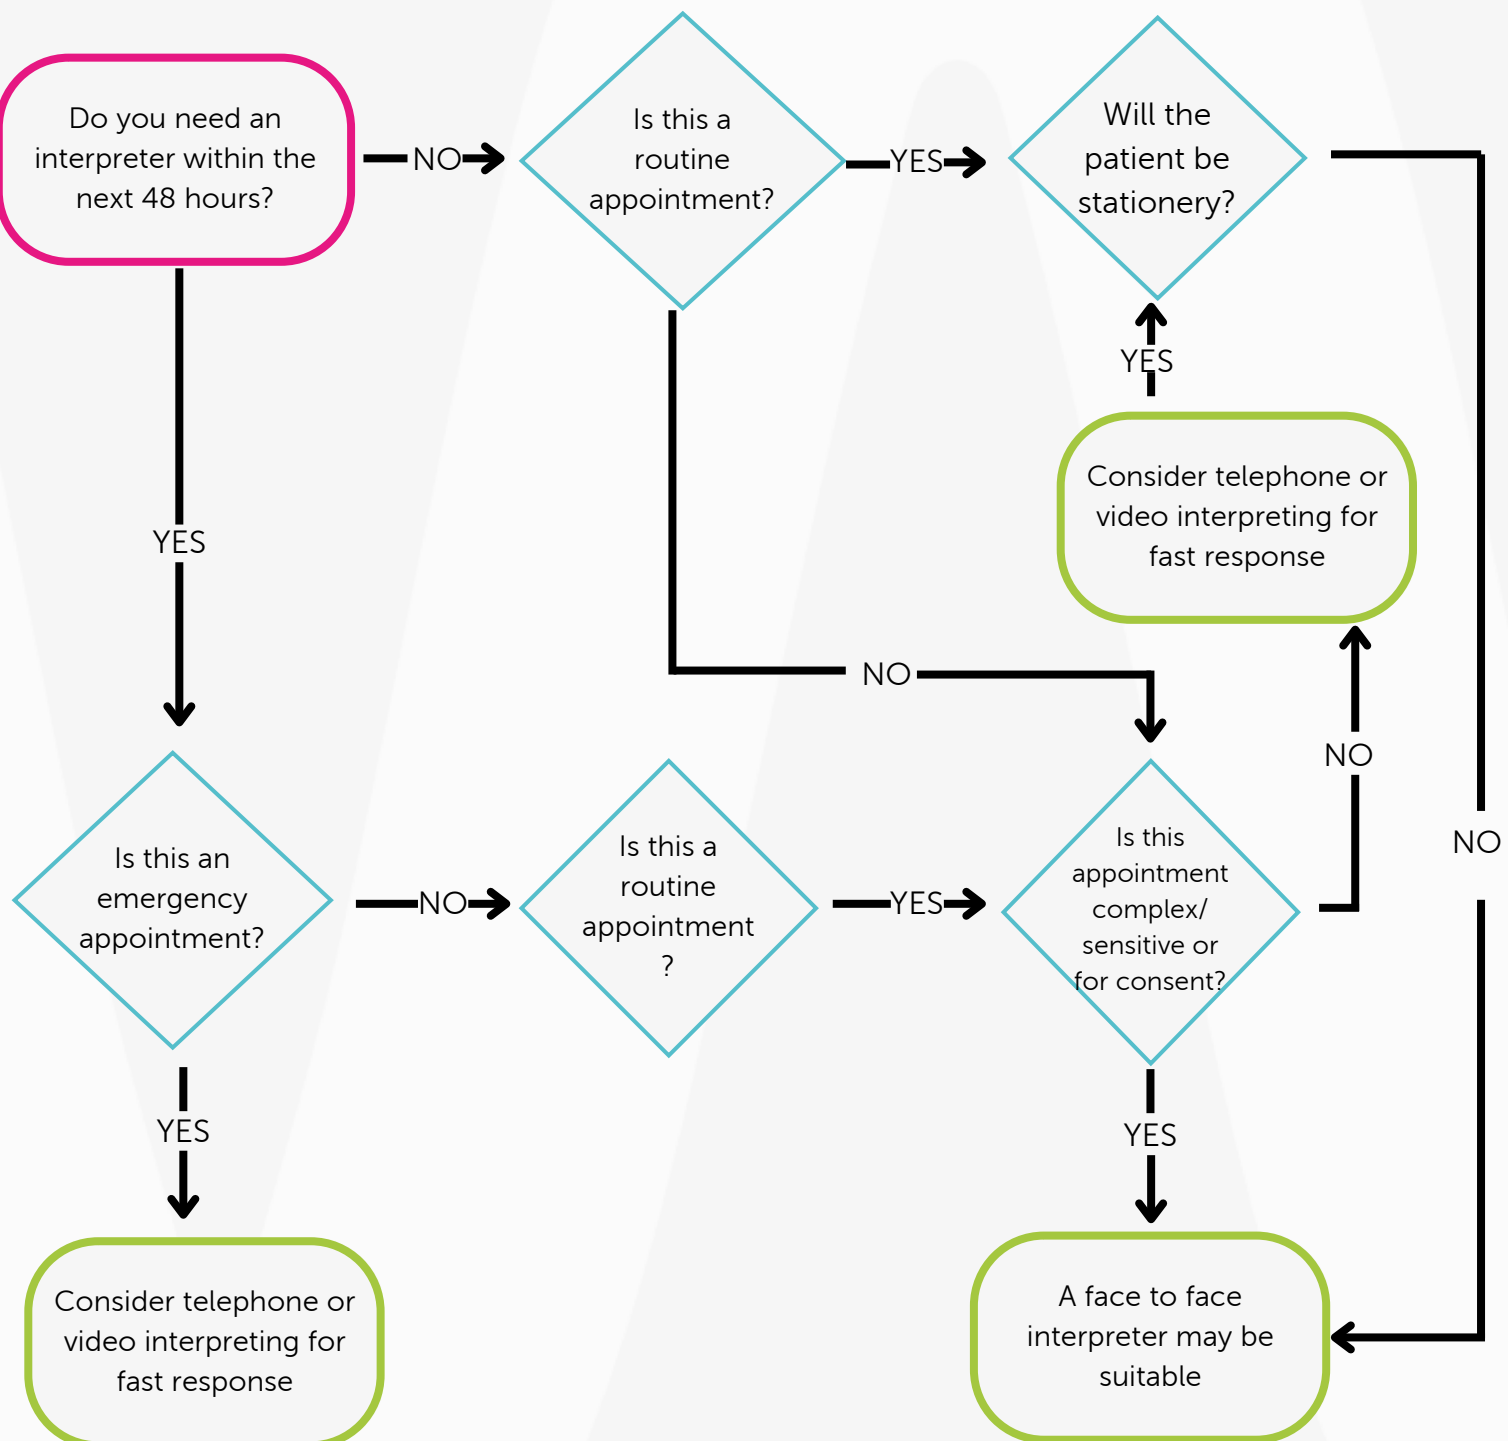 Do you need an
interpreter within the
next 48 hours?
NO
Is this a
routine
appointment?
YES
Will the
patient be
stationery?
YES
Consider telephone or
video interpreting for
fast response
YES
NO
NO
NO
Is this an
emergency
appointment?
NO
Is this a
routine
appointment
?
YES
Is this
appointment
complex/
sensitive or
for consent?
YES
YES
Consider telephone or
video interpreting for
fast response
A face to face
interpreter may be
suitable